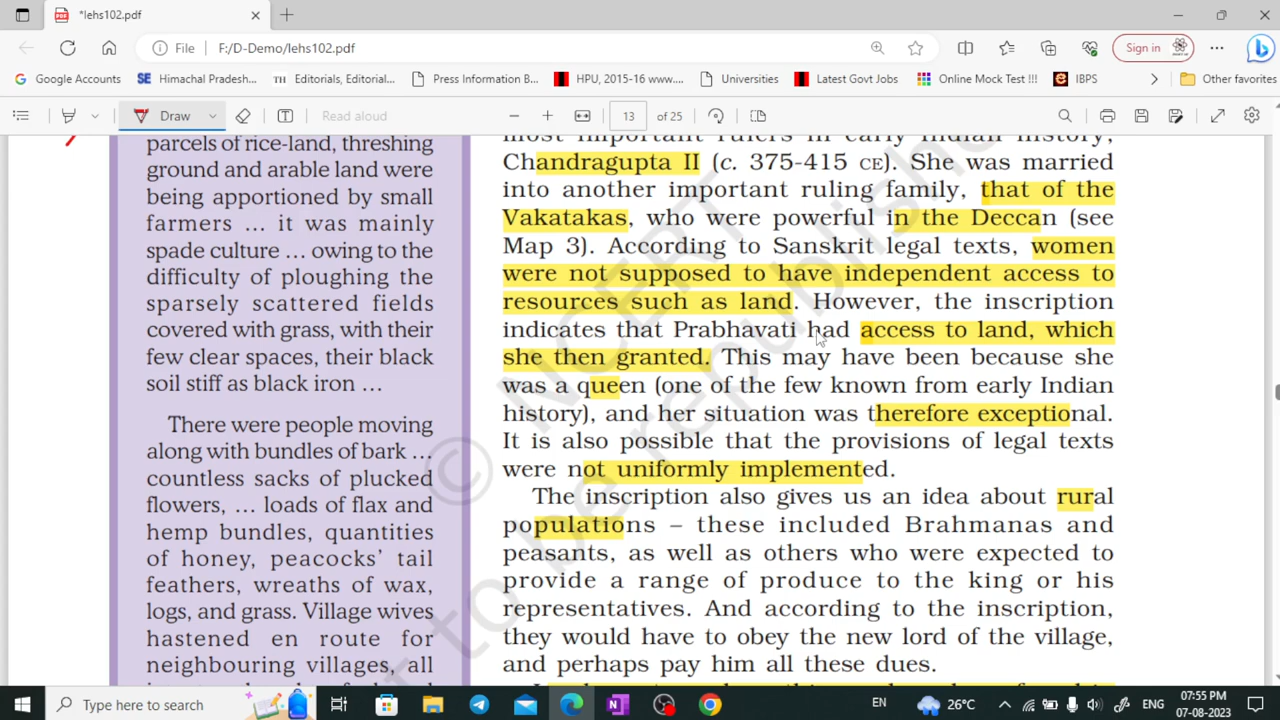 *lehs102.pdf
File
F:/D-Demo/lehs102.pdf
Sign in
Google Accounts
SE Himachal Pradesh...
TH Editorials, Editorial...
Press Information B...
HPU, 2015-16 www....
Universities
Latest Govt Jobs
Online Mock Test !!!
IBPS
Other favorites
Draw
Read aloud
13 of 25
parcels of rice-land, threshing
ground and arable land were
being apportioned by small
farmers … it was mainly
spade culture … owing to the
difficulty of ploughing the
sparsely scattered fields
covered with grass, with their
few clear spaces, their black
soil stiff as black iron …
There were people moving
along with bundles of bark …
countless sacks of plucked
flowers, … loads of flax and
hemp bundles, quantities
of honey, peacocks' tail
feathers, wreaths of wax,
logs, and grass. Village wives
hastened en route for
neighbouring villages, all
most important rulers in early Indian history,
Chandragupta II (c. 375-415 CE). She was married
into another important ruling family, that of the
Vakatakas, who were powerful in the Deccan (see
Map 3). According to Sanskrit legal texts, women
were not supposed to have independent access to
resources such as land. However, the inscription
indicates that Prabhavati had access to land, which
she then granted. This may have been because she
was a queen (one of the few known from early Indian
history), and her situation was therefore exceptional.
It is also possible that the provisions of legal texts
were not uniformly implemented.
The inscription also gives us an idea about rural
populations – these included Brahmanas and
peasants, as well as others who were expected to
provide a range of produce to the king or his
representatives. And according to the inscription,
they would have to obey the new lord of the village,
and perhaps pay him all these dues.
© NCERT
not to be republished
Type here to search
EN
26°C
ENG
07:55 PM
07-08-2023